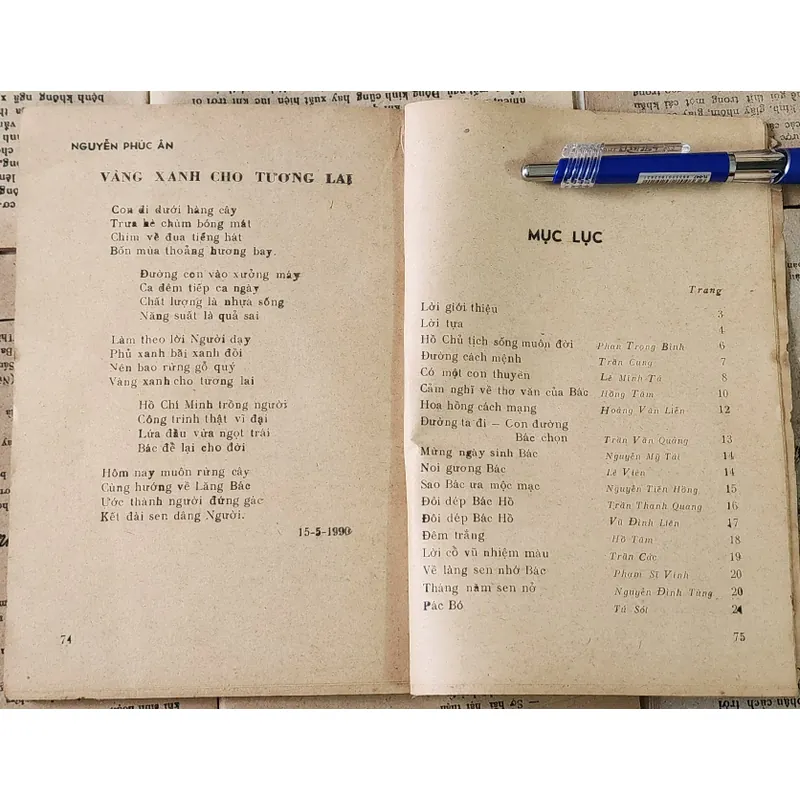 NGUYỄN PHÚC ÂN
VÀNG XANH CHO TƯƠNG LAI
Con đi dưới hàng cây
Trưa hè chùm bóng mát
Chim về đua tiếng hát
Bốn mùa thoảng hương bay.
Đường con vào xưởng máy
Ca đêm tiếp ca ngày
Chất lượng là nhựa sống
Năng suất là quả sai
Làm theo lời Người dạy
Phủ xanh bãi xanh đồi
Nên bao rừng gỗ quý
Vàng xanh cho tương lai
Hồ Chí Minh trồng người
Công trình thật vĩ đại
Lứa đầu vừa ngọt trái
Bác để lại cho đời
Hôm nay muôn rừng cây
Cùng hướng về Lăng Bác
Ước thành người đứng gác
Kết đài sen dâng Người.
15-5-1990
74
MỤC LỤC
Trang
Lời giới thiệu 3
Lời tựa 4
Hồ Chủ tịch sống muôn đời Phan Trọng Bình 6
Đường cách mệnh Trần Cung 7
Có một con thuyền Lê Minh Tá 8
Cảm nghĩ về thơ văn của Bác Hồng Tâm 10
Hoa hồng cách mạng Hoàng Văn Liễn 12
Đường ta đi — Con đường
Bác chọn Trần Văn Quảng 13
Mừng ngày sinh Bác Nguyễn Mỹ Tài 14
Noi gương Bác Lê Viên 14
Sao Bác ưa mộc mạc Nguyễn Tiến Hồng 15
Đôi dép Bác Hồ Trần Thanh Quang 16
Đôi dép Bác Hồ Vũ Đình Liên 17
Đêm trắng Hồ Tâm 18
Lời cổ vũ nhiệm màu Trần Các 19
Về làng sen nhớ Bác Phạm Sĩ Vinh 20
Tháng năm sen nở Nguyễn Đình Tùng 20
Pác Bó Tú Sót 21
75